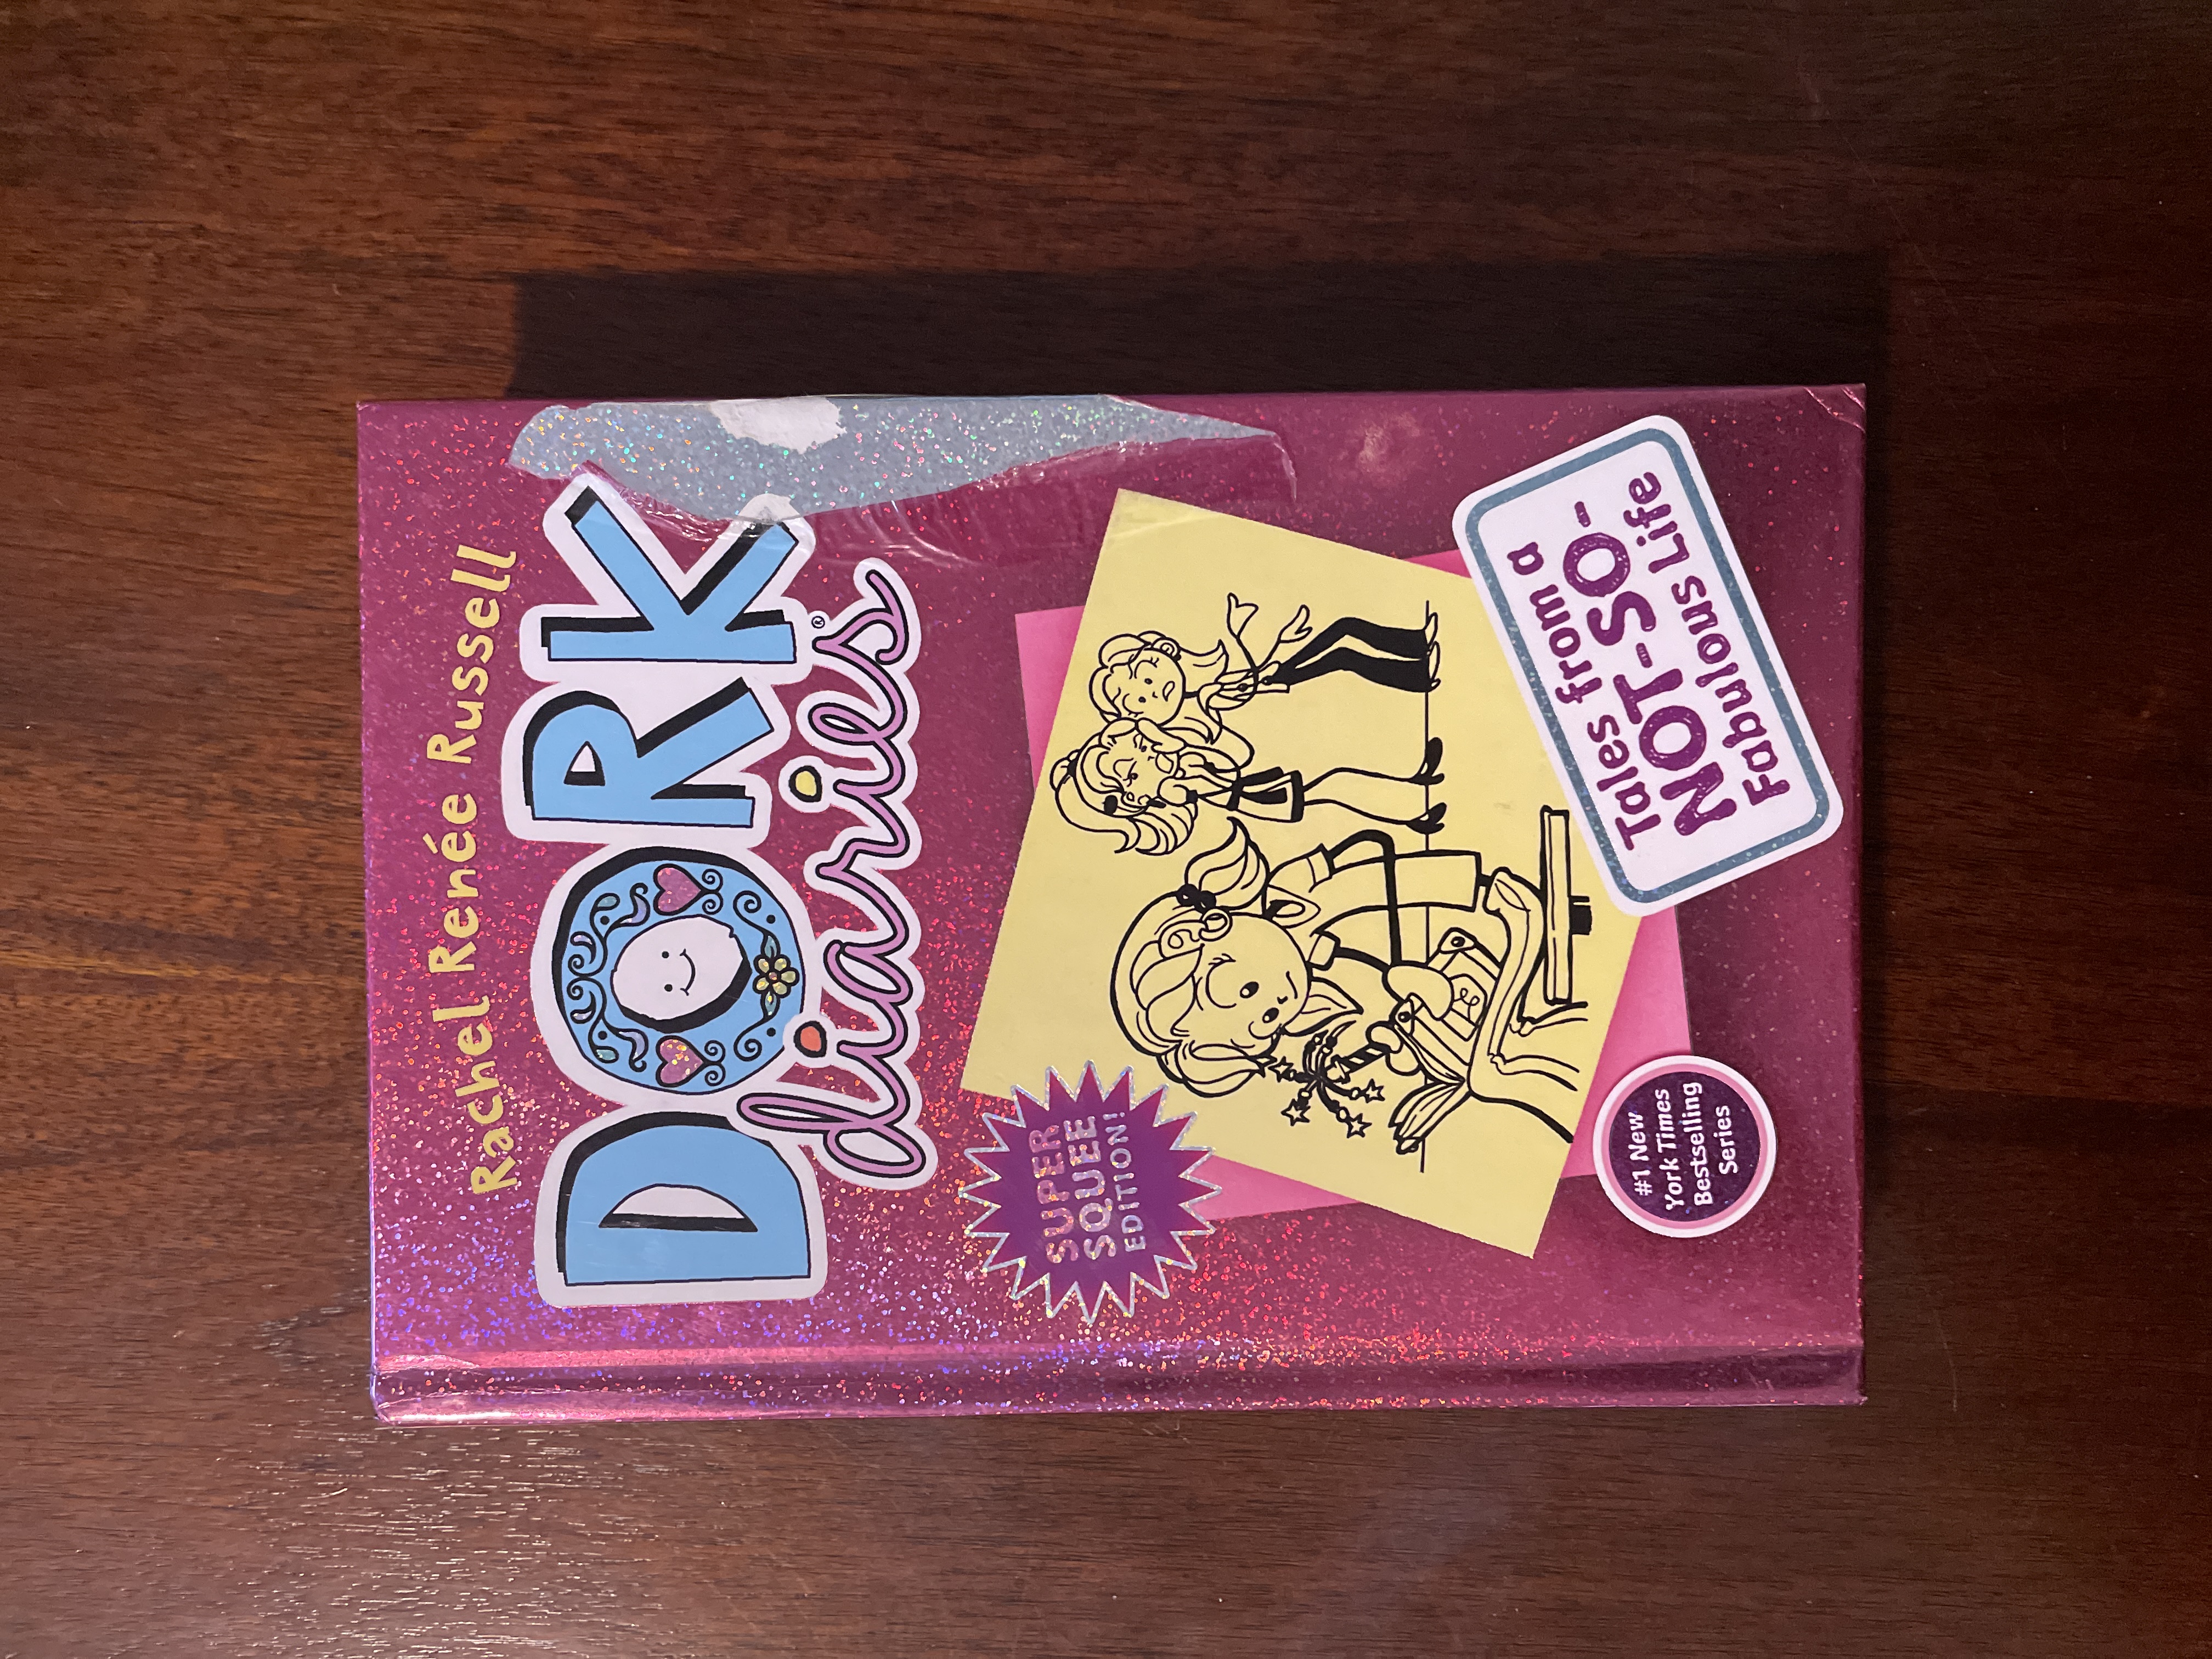 Rachel Renée Russell
DORK
diaries®
SUPER
SQUEE
EDITION!
Tales from a
NOT-SO-
Fabulous Life
#1 New
York Times
Bestselling
Series